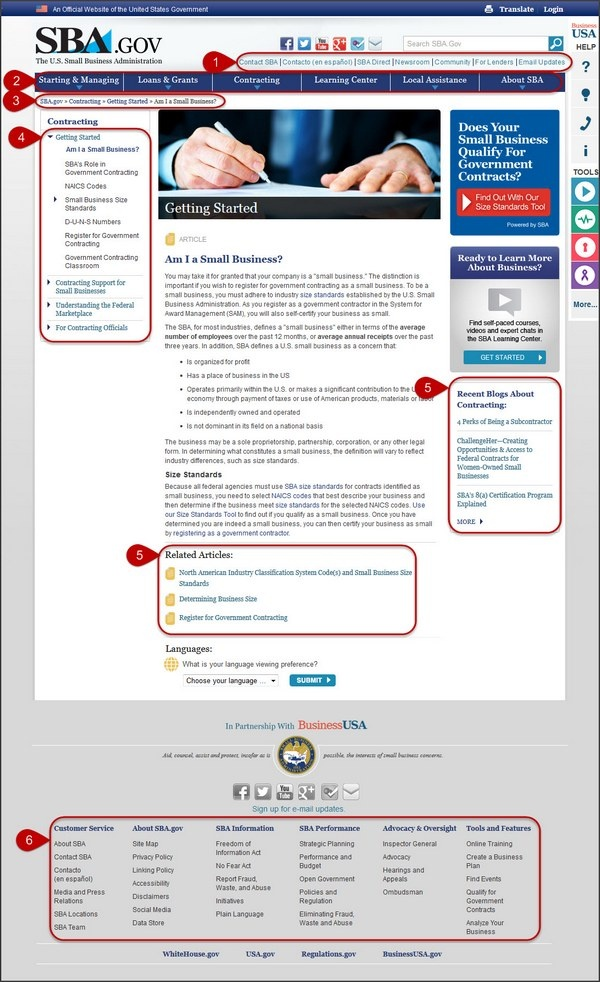 An Official Website of the United States Government
Translate
Login
SBA.GOV
The U.S. Small Business Administration
Search SBA.Gov
Business
USA
HELP
1
Contact SBA | Contacto (en español) | SBA Direct | Newsroom | Community | For Lenders | Email Updates
2
Starting & Managing
Loans & Grants
Contracting
Learning Center
Local Assistance
About SBA
3
SBA.gov » Contracting » Getting Started » Am I a Small Business?
4
Contracting
Getting Started
Am I a Small Business?
SBA's Role in
Government Contracting
NAICS Codes
Small Business Size
Standards
D-U-N-S Numbers
Register for Government
Contracting
Government Contracting
Classroom
Contracting Support for
Small Businesses
Understanding the Federal
Marketplace
For Contracting Officials
Getting Started
ARTICLE
Am I a Small Business?
You may take it for granted that your company is a "small business." The distinction is
important if you wish to register for government contracting as a small business. To be a
small business, you must adhere to industry size standards established by the U.S. Small
Business Administration. As you register as a government contractor in the System for
Award Management (SAM), you will also self-certify your business as small.
The SBA, for most industries, defines a "small business" either in terms of the average
number of employees over the past 12 months, or average annual receipts over the past
three years. In addition, SBA defines a U.S. small business as a concern that:
Is organized for profit
Has a place of business in the US
Operates primarily within the U.S. or makes a significant contribution to the
economy through payment of taxes or use of American products, materials or labor
Is independently owned and operated
Is not dominant in its field on a national basis
The business may be a sole proprietorship, partnership, corporation, or any other legal
form. In determining what constitutes a small business, the definition will vary to reflect
industry differences, such as size standards.
Size Standards
Because all federal agencies must use SBA size standards for contracts identified as
small business, you need to select NAICS codes that best describe your business and
then determine if the business meet size standards for the selected NAICS codes. Use
our Size Standards Tool to find out if you qualify as a small business. Once you have
determined you are indeed a small business, you can then certify your business as small
by registering as a government contractor.
5
Related Articles:
North American Industry Classification System Code(s) and Small Business Size
Standards
Determining Business Size
Register for Government Contracting
Languages:
What is your language viewing preference?
Choose your language ...
SUBMIT
Does Your
Small Business
Qualify For
Government
Contracts?
Find Out With Our
Size Standards Tool
Powered by SBA
Ready to Learn More
About Business?
Find self-paced courses,
videos and expert chats in
the SBA Learning Center.
GET STARTED
5
Recent Blogs About
Contracting:
4 Perks of Being a Subcontractor
ChallengeHer—Creating
Opportunities & Access to
Federal Contracts for
Women-Owned Small
Businesses
SBA's 8(a) Certification Program
Explained
MORE
TOOLS
More...
In Partnership With BusinessUSA
Aid, counsel, assist and protect, insofar as is possible, the interests of small business concerns.
You
Tube
Sign up for e-mail updates.
6
Customer Service
About SBA
Contact SBA
Contacto
(en español)
Media and Press
Relations
SBA Locations
SBA Team
About SBA.gov
Site Map
Privacy Policy
Linking Policy
Accessibility
Disclaimers
Social Media
Data Store
SBA Information
Freedom of
Information Act
No Fear Act
Report Fraud,
Waste, and Abuse
Initiatives
Plain Language
SBA Performance
Strategic Planning
Performance and
Budget
Open Government
Policies and
Regulation
Eliminating Fraud,
Waste and Abuse
Advocacy & Oversight
Inspector General
Advocacy
Hearings and
Appeals
Ombudsman
Tools and Features
Online Training
Create a Business
Plan
Find Events
Qualify for
Government
Contracts
Analyze Your
Business
WhiteHouse.gov
USA.gov
Regulations.gov
BusinessUSA.gov